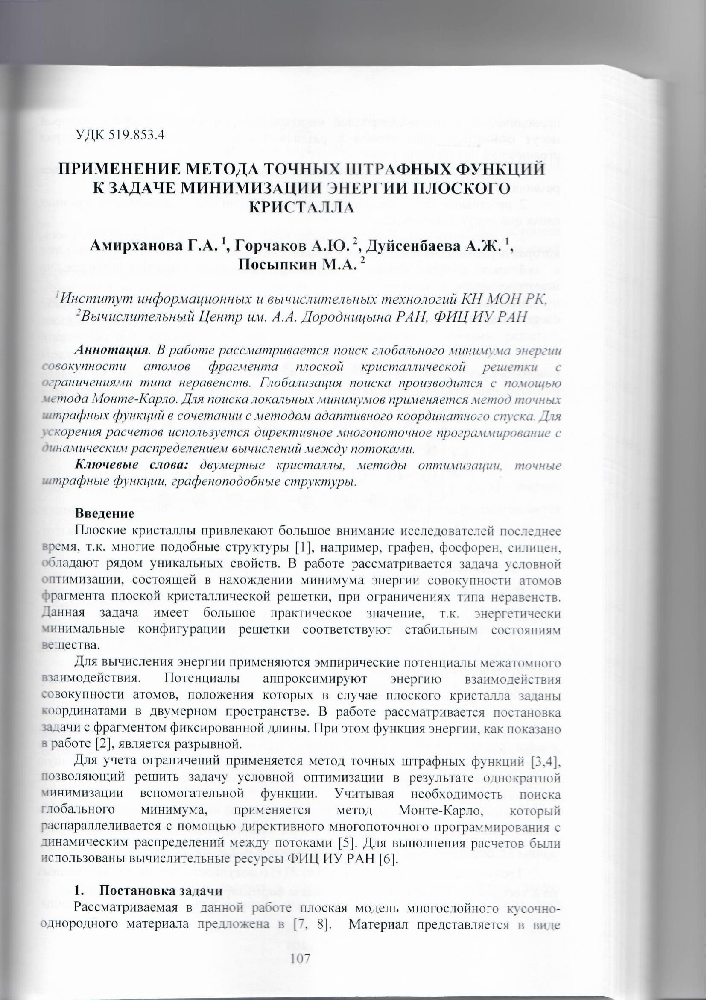 УДК 519.853.4
ПРИМЕНЕНИЕ МЕТОДА ТОЧНЫХ ШТРАФНЫХ ФУНКЦИЙ
К ЗАДАЧЕ МИНИМИЗАЦИИ ЭНЕРГИИ ПЛОСКОГО
КРИСТАЛЛА
Амирханова Г.А. ¹, Горчаков А.Ю. ², Дуйсенбаева А.Ж. ¹,
Посыпкин М.А. ²
¹Институт информационных и вычислительных технологий КН МОН РК,
²Вычислительный Центр им. А.А. Дородницына РАН, ФИЦ ИУ РАН
Аннотация. В работе рассматривается поиск глобального минимума энергии
совокупности атомов фрагмента плоской кристаллической решетки с
ограничениями типа неравенств. Глобализация поиска производится с помощью
метода Монте-Карло. Для поиска локальных минимумов применяется метод точных
штрафных функций в сочетании с методом адаптивного координатного спуска. Для
ускорения расчетов используется директивное многопоточное программирование с
динамическим распределением вычислений между потоками.
Ключевые слова: двумерные кристаллы, методы оптимизации, точные
штрафные функции, графеноподобные структуры.
Введение
Плоские кристаллы привлекают большое внимание исследователей последнее
время, т.к. многие подобные структуры [1], например, графен, фосфорен, силицен,
обладают рядом уникальных свойств. В работе рассматривается задача условной
оптимизации, состоящей в нахождении минимума энергии совокупности атомов
фрагмента плоской кристаллической решетки, при ограничениях типа неравенств.
Данная задача имеет большое практическое значение, т.к. энергетически
минимальные конфигурации решетки соответствуют стабильным состояниям
вещества.
Для вычисления энергии применяются эмпирические потенциалы межатомного
взаимодействия. Потенциалы аппроксимируют энергию взаимодействия
совокупности атомов, положения которых в случае плоского кристалла заданы
координатами в двумерном пространстве. В работе рассматривается постановка
задачи с фрагментом фиксированной длины. При этом функция энергии, как показано
в работе [2], является разрывной.
Для учета ограничений применяется метод точных штрафных функций [3,4],
позволяющий решить задачу условной оптимизации в результате однократной
минимизации вспомогательной функции. Учитывая необходимость поиска
глобального минимума, применяется метод Монте-Карло, который
распараллеливается с помощью директивного многопоточного программирования с
динамическим распределений между потоками [5]. Для выполнения расчетов были
использованы вычислительные ресурсы ФИЦ ИУ РАН [6].
1. Постановка задачи
Рассматриваемая в данной работе плоская модель многослойного кусочно-
однородного материала предложена в [7, 8]. Материал представляется в виде
107